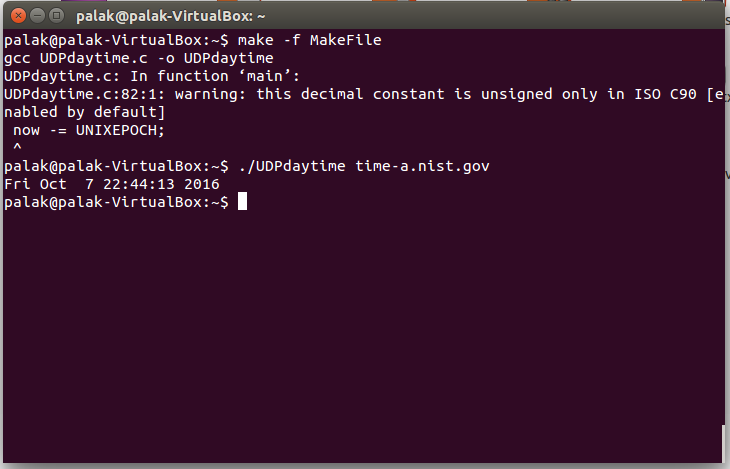 palak@palak-VirtualBox: ~
palak@palak-VirtualBox:~$ make -f MakeFile
gcc UDPdaytime.c -o UDPdaytime
UDPdaytime.c: In function ‘main’:
UDPdaytime.c:82:1: warning: this decimal constant is unsigned only in ISO C90 [e
nabled by default]
 now -= UNIXEPOCH;
 ^
palak@palak-VirtualBox:~$ ./UDPdaytime time-a.nist.gov
Fri Oct  7 22:44:13 2016
palak@palak-VirtualBox:~$